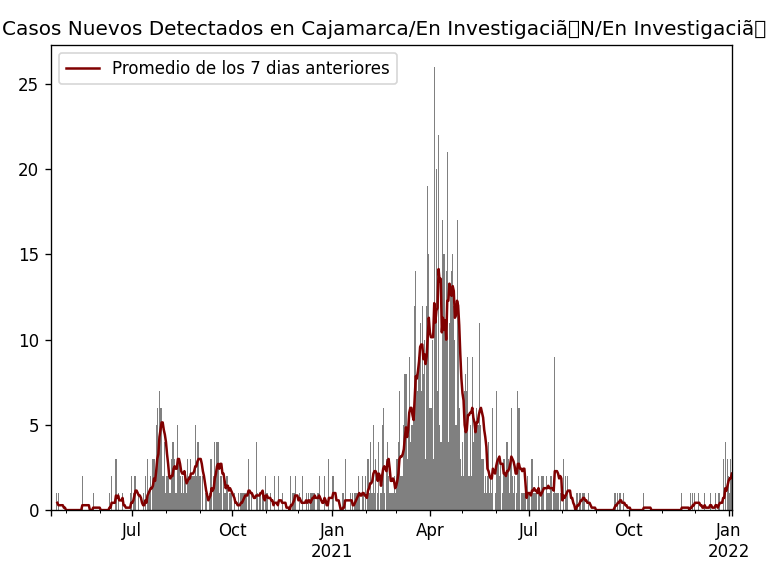 Casos Nuevos Detectados en Cajamarca/En Investigaciã▯N/En Investigaciã▯
Promedio de los 7 dias anteriores
25
20
15
10
5
0
Jul
Oct
Jan
2021
Apr
Jul
Oct
Jan
2022